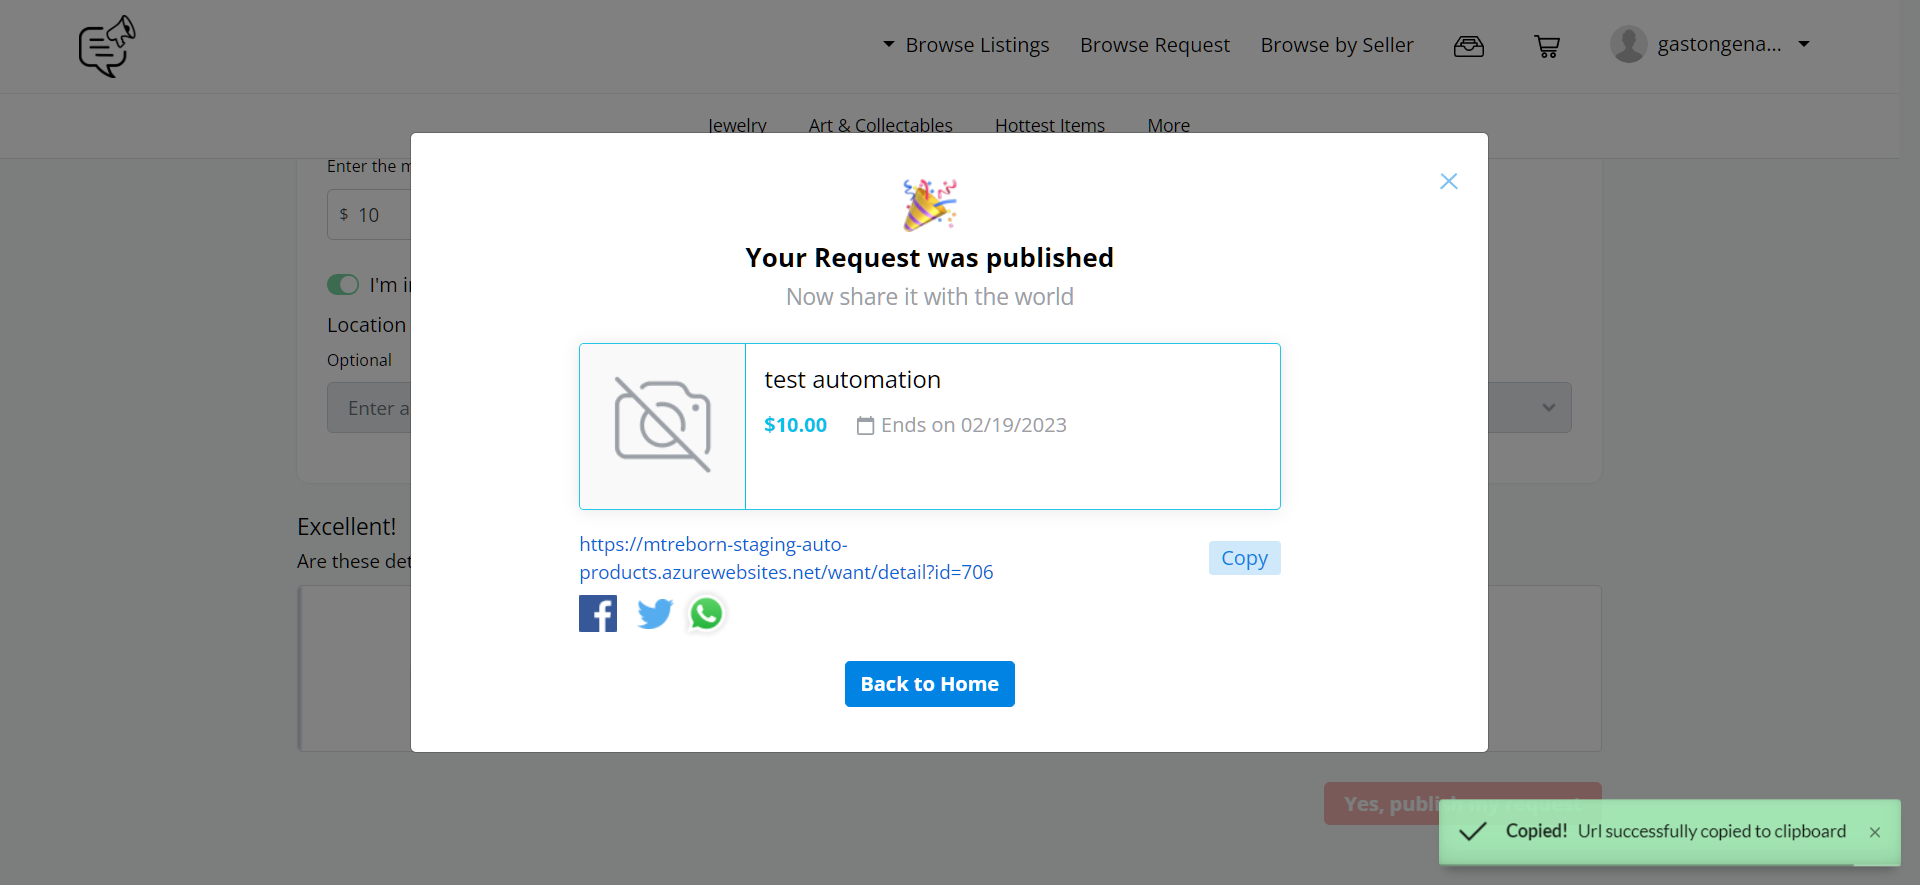 Browse Listings Browse Request Browse by Seller gastongena...
Jewelry Art & Collectables Hottest Items More
Enter the m
$ 10
I'm i
Location
Optional
Enter a
Excellent!
Are these det
Your Request was published
Now share it with the world
test automation
$10.00 Ends on 02/19/2023
https://mtreborn-staging-auto-
products.azurewebsites.net/want/detail?id=706
Copy
Back to Home
Yes, publish my request
Copied! Url successfully copied to clipboard